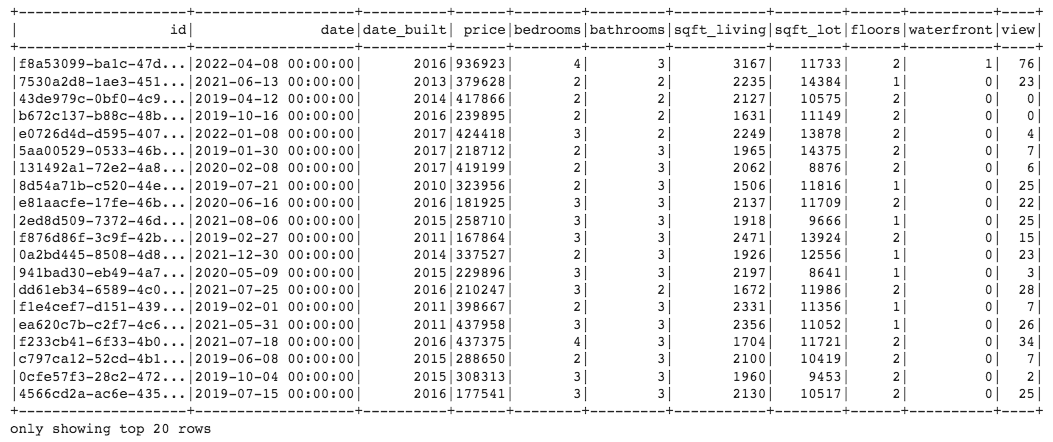 +--------------------+-------------------+----------+------+--------+---------+-----------+--------+------+----------+----+
|                  id|               date|date_built| price|bedrooms|bathrooms|sqft_living|sqft_lot|floors|waterfront|view|
+--------------------+-------------------+----------+------+--------+---------+-----------+--------+------+----------+----+
|f8a53099-ba1c-47d...|2022-04-08 00:00:00|      2016|936923|       4|        3|       3167|   11733|     2|         1|  76|
|7530a2d8-1ae3-451...|2021-06-13 00:00:00|      2013|379628|       2|        2|       2235|   14384|     1|         0|  23|
|43de979c-0bf0-4c9...|2019-04-12 00:00:00|      2014|417866|       2|        2|       2127|   10575|     2|         0|   0|
|b672c137-b88c-48b...|2019-10-16 00:00:00|      2016|239895|       2|        2|       1631|   11149|     2|         0|   0|
|e0726d4d-d595-407...|2022-01-08 00:00:00|      2017|424418|       3|        2|       2249|   13878|     2|         0|   4|
|5aa00529-0533-46b...|2019-01-30 00:00:00|      2017|218712|       2|        3|       1965|   14375|     2|         0|   7|
|131492a1-72e2-4a8...|2020-02-08 00:00:00|      2017|419199|       2|        3|       2062|    8876|     2|         0|   6|
|8d54a71b-c520-44e...|2019-07-21 00:00:00|      2010|323956|       2|        3|       1506|   11816|     1|         0|  25|
|e81aacfe-17fe-46b...|2020-06-16 00:00:00|      2016|181925|       3|        3|       2137|   11709|     2|         0|  22|
|2ed8d509-7372-46d...|2021-08-06 00:00:00|      2015|258710|       3|        3|       1918|    9666|     1|         0|  25|
|f876d86f-3c9f-42b...|2019-02-27 00:00:00|      2011|167864|       3|        3|       2471|   13924|     2|         0|  15|
|0a2bd445-8508-4d8...|2021-12-30 00:00:00|      2014|337527|       2|        3|       1926|   12556|     1|         0|  23|
|941bad30-eb49-4a7...|2020-05-09 00:00:00|      2015|229896|       3|        3|       2197|    8641|     1|         0|   3|
|dd61eb34-6589-4c0...|2021-07-25 00:00:00|      2016|210247|       3|        2|       1672|   11986|     2|         0|  28|
|f1e4cef7-d151-439...|2019-02-01 00:00:00|      2011|398667|       2|        3|       2331|   11356|     1|         0|   7|
|ea620c7b-c2f7-4c6...|2021-05-31 00:00:00|      2011|437958|       3|        3|       2356|   11052|     1|         0|  26|
|f233cb41-6f33-4b0...|2021-07-18 00:00:00|      2016|437375|       4|        3|       1704|   11721|     2|         0|  34|
|c797ca12-52cd-4b1...|2019-06-08 00:00:00|      2015|288650|       2|        3|       2100|   10419|     2|         0|   7|
|0cfe57f3-28c2-472...|2019-10-04 00:00:00|      2015|308313|       3|        3|       1960|    9453|     2|         0|   2|
|4566cd2a-ac6e-435...|2019-07-15 00:00:00|      2016|177541|       3|        3|       2130|   10517|     2|         0|  25|
+--------------------+-------------------+----------+------+--------+---------+-----------+--------+------+----------+----+
only showing top 20 rows